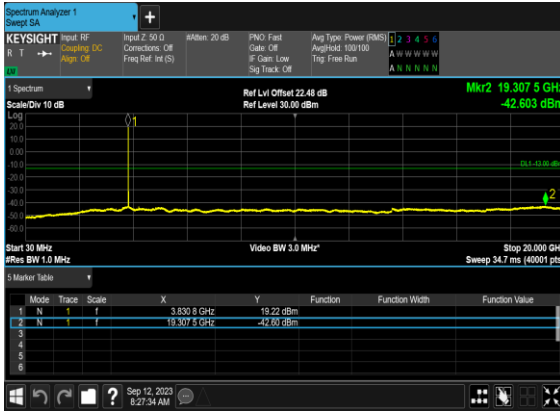 Spectrum Analyzer 1
Swept SA
+
KEYSIGHT Input: RF Input Z: 50 Ω #Atten: 20 dB PNO: Fast Avg Type: Power (RMS) 1 2 3 4 5 6
R T Coupling: DC Corrections: Off Gate: Off Avg|Hold: 100/100 A W W W W W
Align: Off Freq Ref: Int (S) IF Gain: Low Trig: Free Run
Sig Track: Off A N N N N N
1 Spectrum Ref Lvl Offset 22.48 dB Mkr2 19.307 5 GHz
Scale/Div 10 dB Ref Level 30.00 dBm -42.603 dBm
Log
20.0
10.0
0.00
-10.0
-20.0
-30.0
-40.0
-50.0
-60.0
1
DL1 -13.00 dBm
2
Start 30 MHz Video BW 3.0 MHz* Stop 20.000 GH
#Res BW 1.0 MHz Sweep 34.7 ms (40001 pts
5 Marker Table
Mode Trace Scale X Y Function Function Width Function Value
1 N 1 f 3.830 8 GHz 19.22 dBm
2 N 1 f 19.307 5 GHz -42.60 dBm
3
4
5
6
? Sep 12, 2023
8:27:34 AM